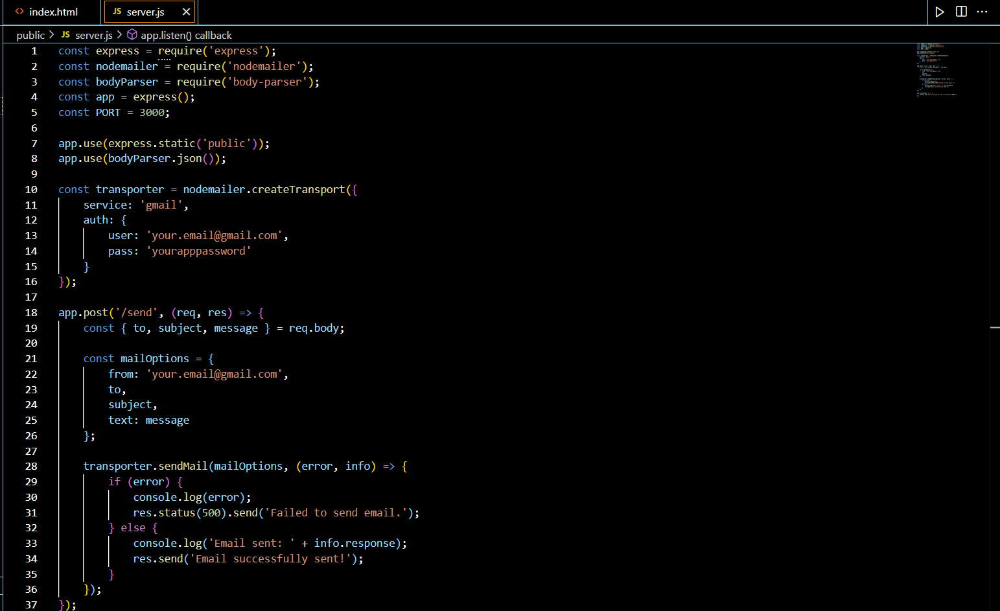 index.html JS server.js
public > JS server.js > app.listen() callback
1 const express = require('express');
2 const nodemailer = require('nodemailer');
3 const bodyParser = require('body-parser');
4 const app = express();
5 const PORT = 3000;
6
7 app.use(express.static('public'));
8 app.use(bodyParser.json());
9
10 const transporter = nodemailer.createTransport({
11 service: 'gmail',
12 auth: {
13 user: 'your.email@gmail.com',
14 pass: 'yourapppassword'
15 }
16 });
17
18 app.post('/send', (req, res) => {
19 const { to, subject, message } = req.body;
20
21 const mailOptions = {
22 from: 'your.email@gmail.com',
23 to,
24 subject,
25 text: message
26 };
27
28 transporter.sendMail(mailOptions, (error, info) => {
29 if (error) {
30 console.log(error);
31 res.status(500).send('Failed to send email.');
32 } else {
33 console.log('Email sent: ' + info.response);
34 res.send('Email successfully sent!');
35 }
36 });
37 });